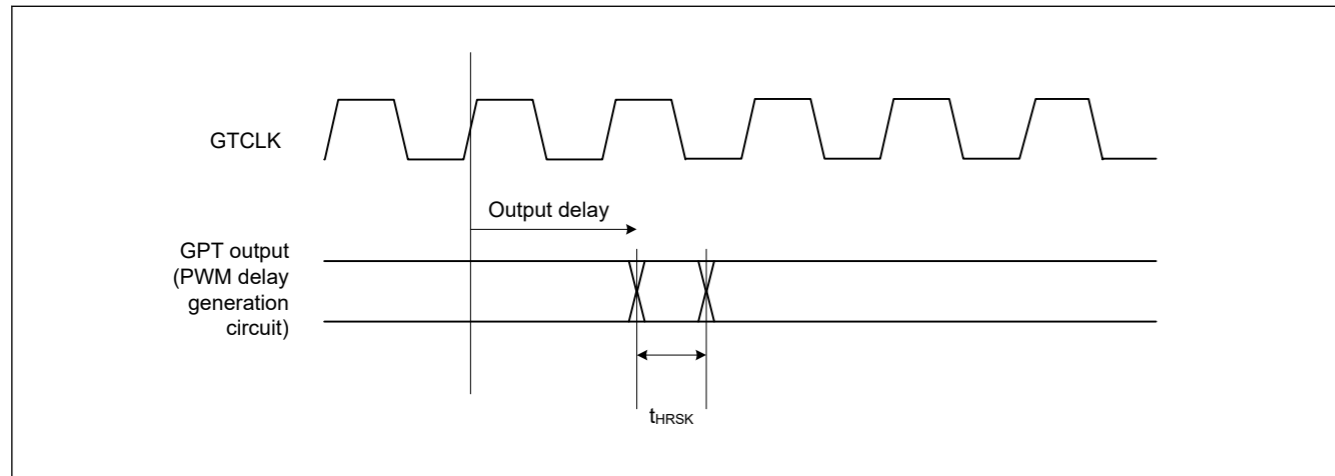 GTCLK
Output delay
GPT output
(PWM delay
generation
circuit)
tHRSK